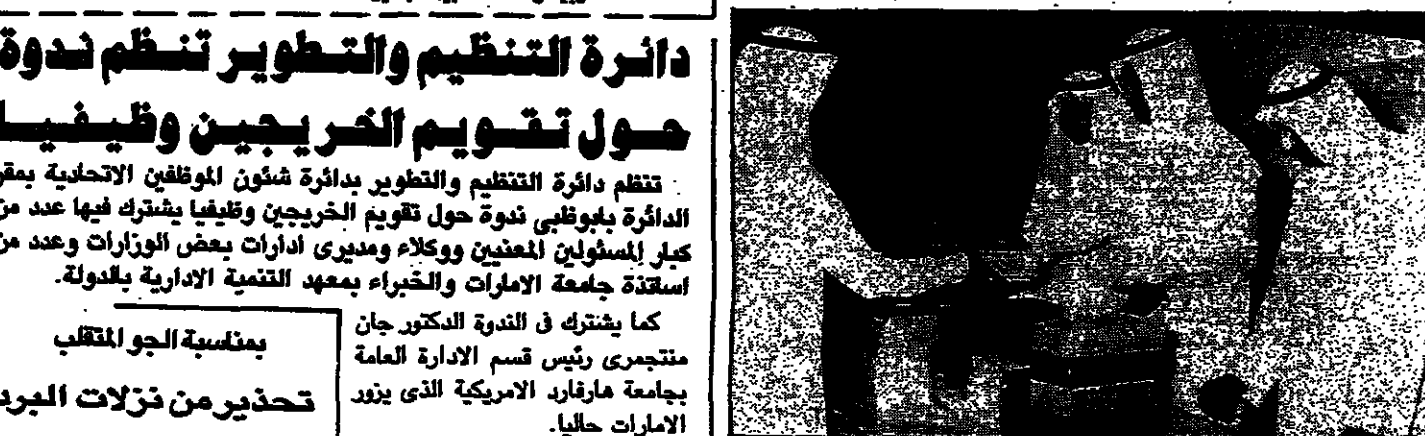 دائرة التنظيم والتطوير تنظم ندوة
حول تقويم الخريجين وظيفيا
تنظم دائرة التنظيم والتطوير بدائرة شئون الموظفين الاتحادية بمقر
الدائرة بابوظبى ندوة حول تقويم الخريجين وظيفيا يشترك فيها عدد من
كبار المسئولين المعنيين ووكلاء ومديرى ادارات بعض الوزارات وعدد من
اساتذة جامعة الامارات والخبراء بمعهد التنمية الادارية بالدولة.
كما يشترك فى الندوة الدكتور جان
منتجمرى رئيس قسم الادارة العامة
بجامعة هارفارد الامريكية الذى يزور
الامارات حاليا.
بمناسبة الجو المتقلب
تحذير من نزلات البرد